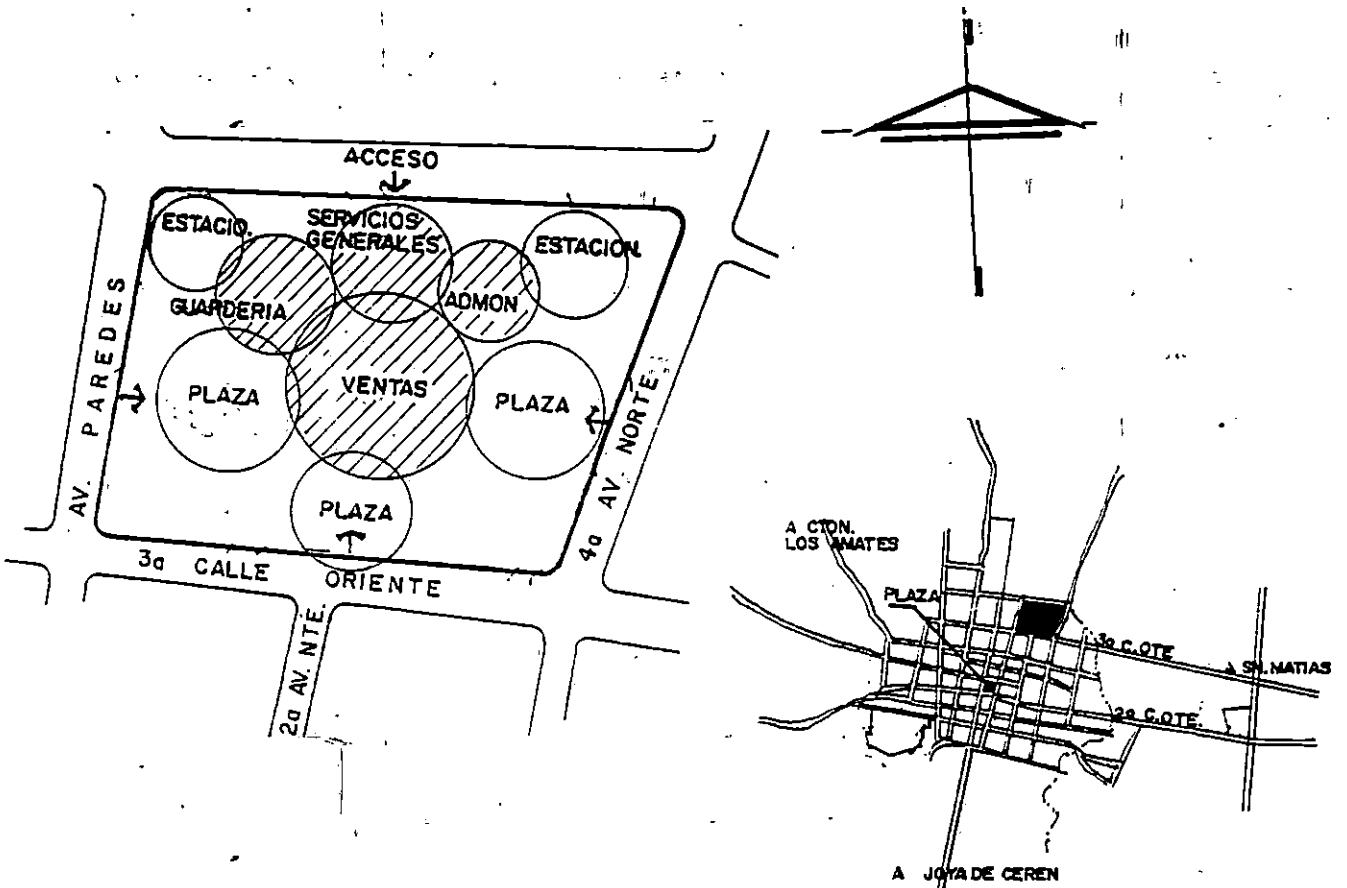 ACCESO
ESTACIO.
SERVICIOS
GENERALES
ESTACION.
GUARDERIA
ADMON
AV. PAREDES
PLAZA
VENTAS
PLAZA
4a AV. NORTE
PLAZA
3a CALLE ORIENTE
2a AV. NTE.
A CTON.
LOS AMATES
PLAZA
3a C.OTE
A SN. MATIAS
2a C.OTE.
A JOYA DE CEREN